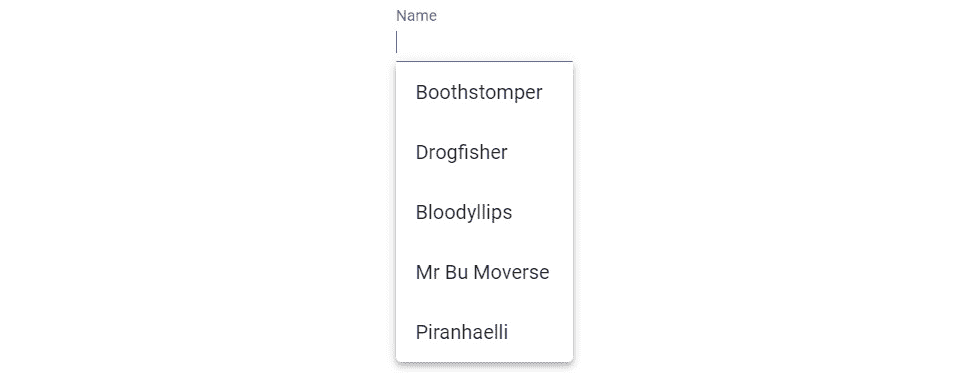 Name
Boothstomper
Drogfisher
Bloodyllips
Mr Bu Moverse
Piranhaelli